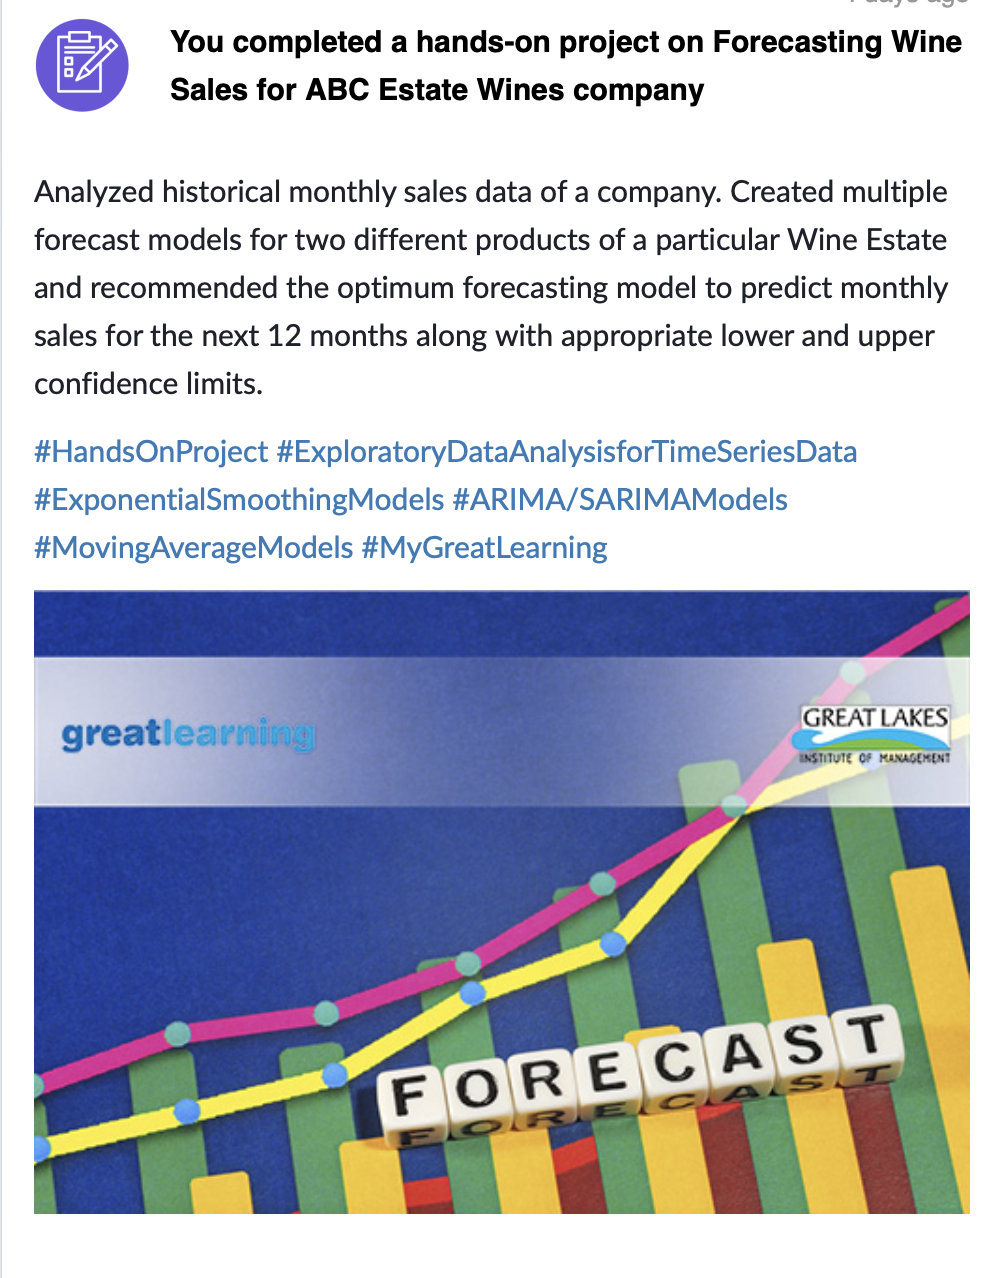 You completed a hands-on project on Forecasting Wine
Sales for ABC Estate Wines company
Analyzed historical monthly sales data of a company. Created multiple
forecast models for two different products of a particular Wine Estate
and recommended the optimum forecasting model to predict monthly
sales for the next 12 months along with appropriate lower and upper
confidence limits.
#HandsOnProject #ExploratoryDataAnalysisforTimeSeriesData
#ExponentialSmoothingModels #ARIMA/SARIMAModels
#MovingAverageModels #MyGreatLearning
greatlearning
GREAT LAKES
INSTITUTE OF MANAGEMENT
FORECAST